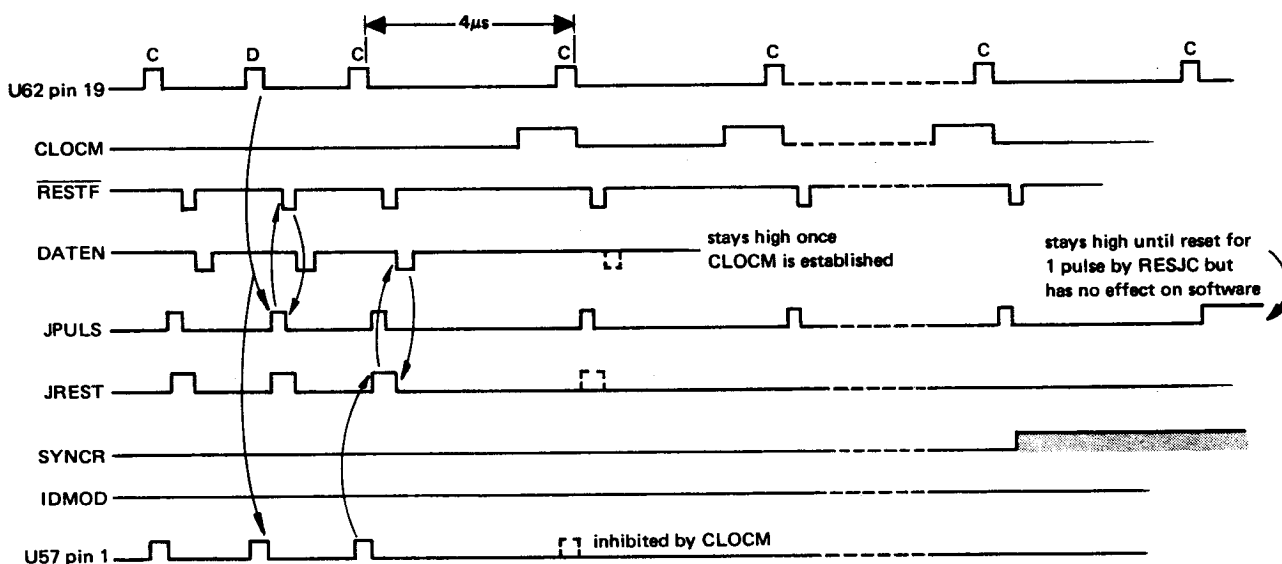 4μs
C D C C C C C
U62 pin 19
CLOCM
RESTF
DATEN
stays high once
CLOCM is established
stays high until reset for
1 pulse by RESJC but
has no effect on software
JPULS
JREST
SYNCR
IDMOD
U57 pin 1
inhibited by CLOCM